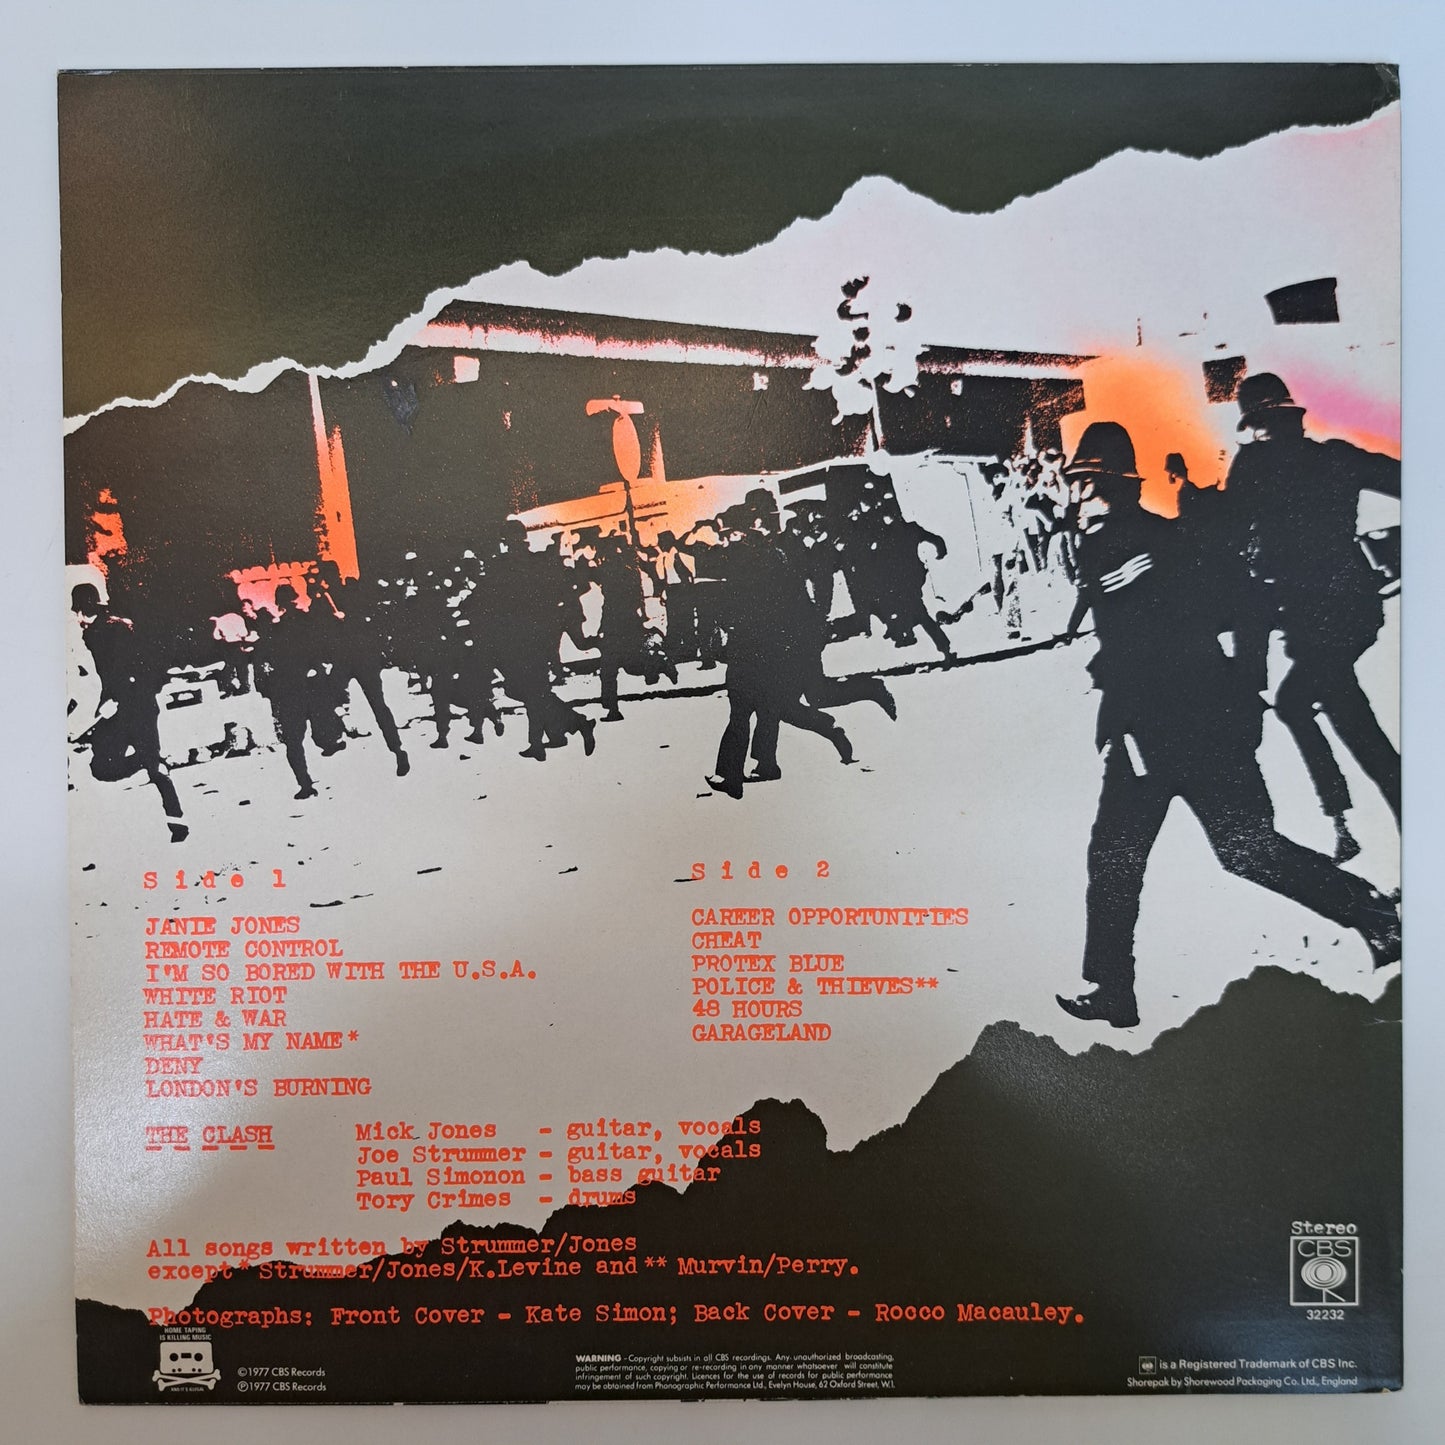 Side 1
JANIE JONES
REMOTE CONTROL
I'M SO BORED WITH THE U.S.A.
WHITE RIOT
HATE & WAR
WHAT'S MY NAME*
DENY
LONDON'S BURNING
Side 2
CAREER OPPORTUNITIES
CHEAT
PROTEX BLUE
POLICE & THIEVES**
48 HOURS
GARAGELAND
THE CLASH
Mick Jones - guitar, vocals
Joe Strummer - guitar, vocals
Paul Simonon - bass guitar
Tory Crimes - drums
All songs written by Strummer/Jones
except * Strummer/Jones/K.Levine and ** Murvin/Perry.
Photographs: Front Cover - Kate Simon; Back Cover - Rocco Macauley.
Stereo
CBS
32232
HOME TAPING
IS KILLING MUSIC
AND IT'S ILLEGAL
©1977 CBS Records
℗1977 CBS Records
WARNING - Copyright subsists in all CBS recordings. Any unauthorized broadcasting,
public performance, copying or re-recording in any manner whatsoever will constitute
infringement of such copyright. Licences for the use of records for public performance
may be obtained from Phonographic Performance Ltd., Evelyn House, 62 Oxford Street, W.1.
is a Registered Trademark of CBS Inc.
Shorepak by Shorewood Packaging Co. Ltd., England